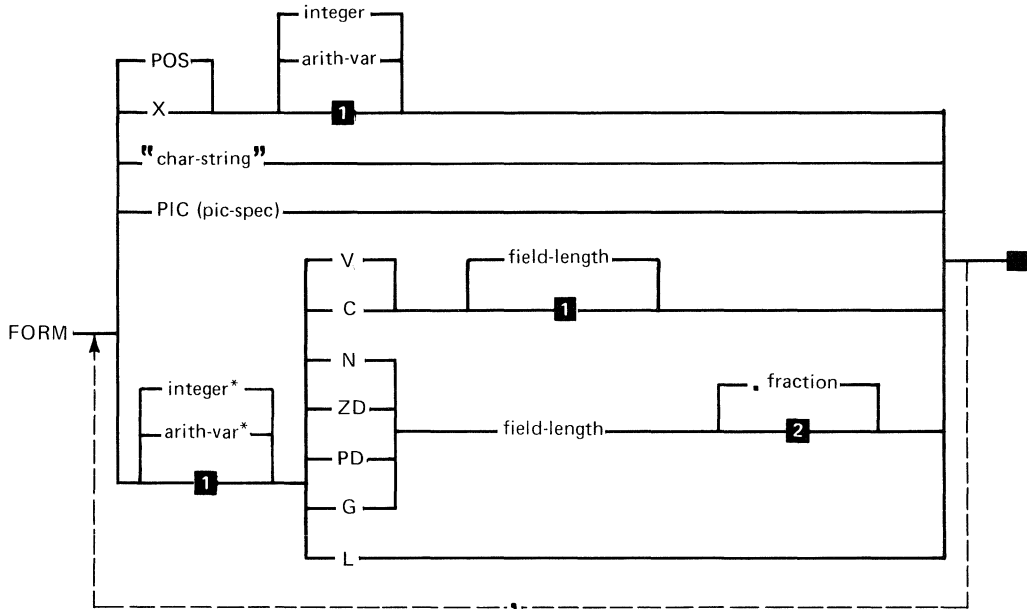 integer
POS
arith-var
X
1
"char-string"
PIC (pic-spec)
V
field-length
C
1
FORM
N
integer*
. fraction
ZD
arith-var*
field-length
2
PD
1
G
L
,